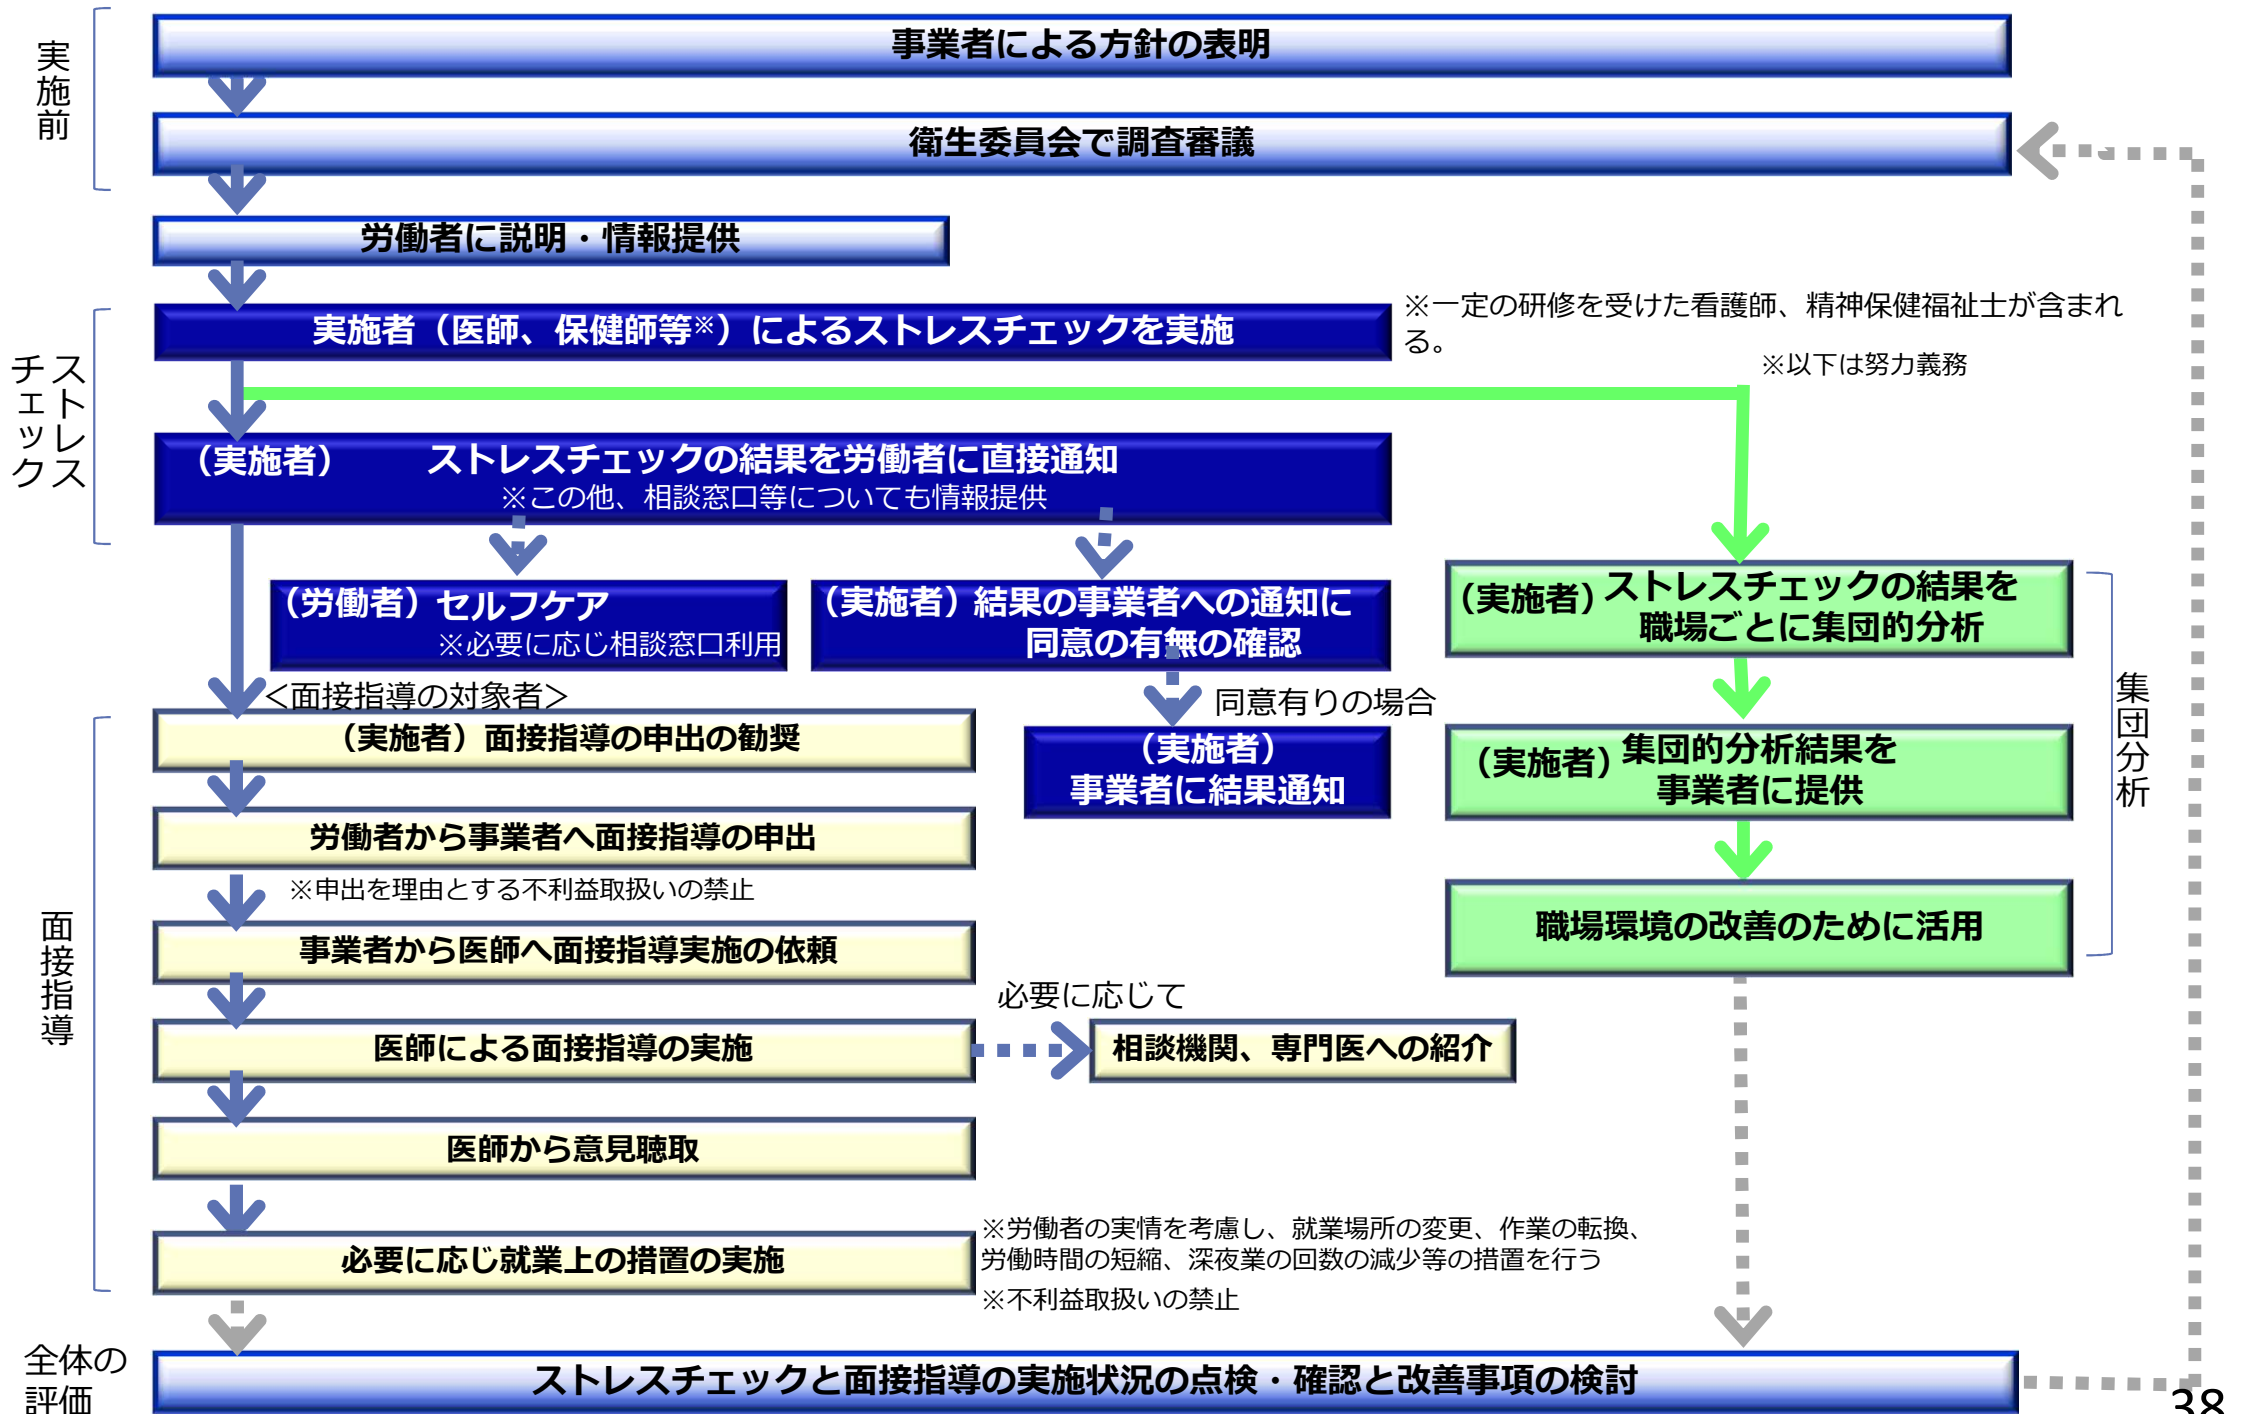 実施前
事業者による方針の表明
衛生委員会で調査審議
労働者に説明・情報提供
ストレス
チェック
実施者（医師、保健師等※）によるストレスチェックを実施
※一定の研修を受けた看護師、精神保健福祉士が含まれ
る。
※以下は努力義務
（実施者） ストレスチェックの結果を労働者に直接通知
※この他、相談窓口等についても情報提供
（労働者）セルフケア
※必要に応じ相談窓口利用
（実施者）結果の事業者への通知に
同意の有無の確認
同意有りの場合
（実施者）
事業者に結果通知
集団分析
（実施者）ストレスチェックの結果を
職場ごとに集団的分析
（実施者）集団的分析結果を
事業者に提供
職場環境の改善のために活用
面接指導
＜面接指導の対象者＞
（実施者）面接指導の申出の勧奨
労働者から事業者へ面接指導の申出
※申出を理由とする不利益取扱いの禁止
事業者から医師へ面接指導実施の依頼
必要に応じて
医師による面接指導の実施
相談機関、専門医への紹介
医師から意見聴取
必要に応じ就業上の措置の実施
※労働者の実情を考慮し、就業場所の変更、作業の転換、
労働時間の短縮、深夜業の回数の減少等の措置を行う
※不利益取扱いの禁止
全体の
評価
ストレスチェックと面接指導の実施状況の点検・確認と改善事項の検討
38